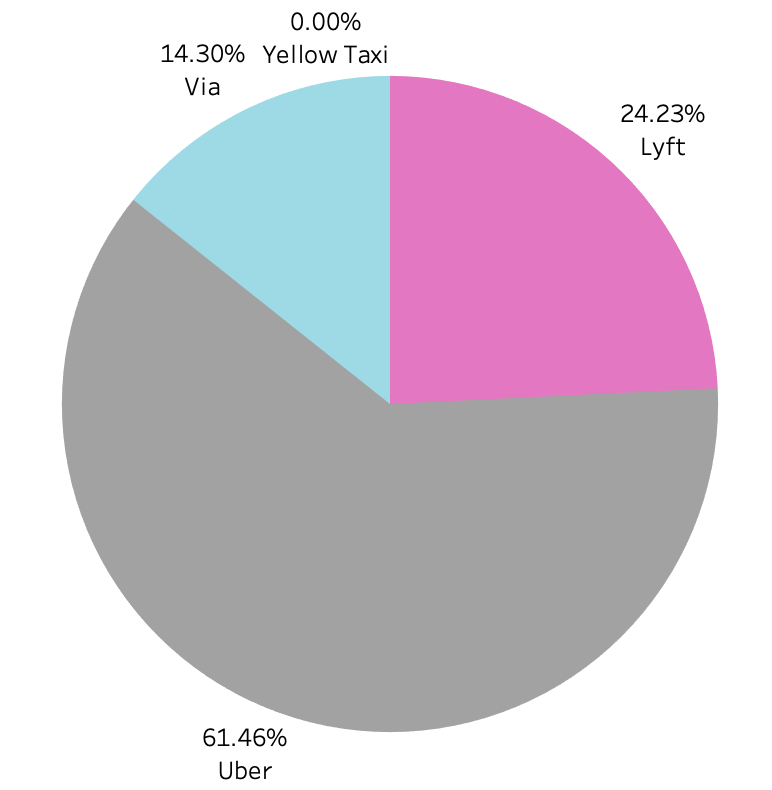 0.00%
Yellow Taxi
14.30%
Via
24.23%
Lyft
61.46%
Uber